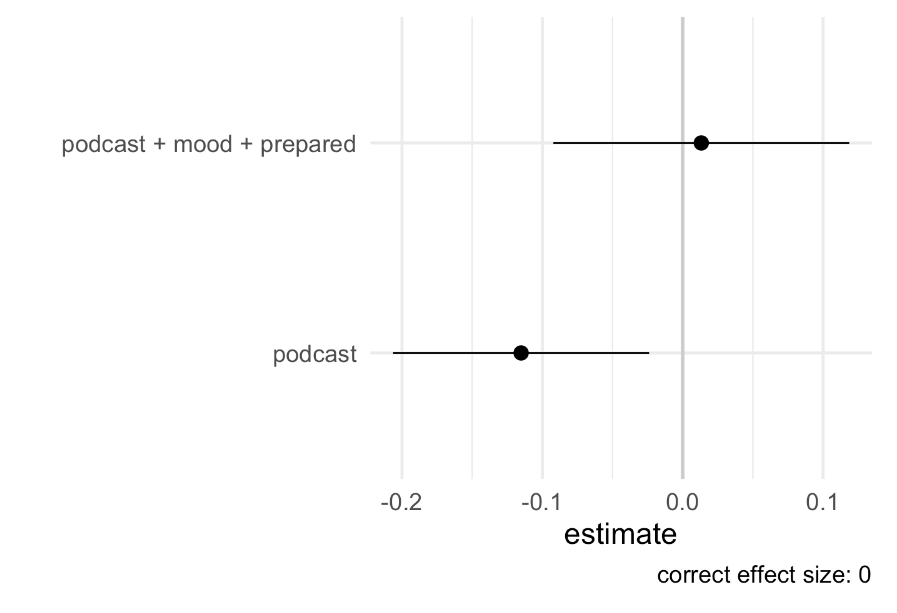 podcast + mood + prepared
podcast
-0.2 -0.1 0.0 0.1
estimate
correct effect size: 0